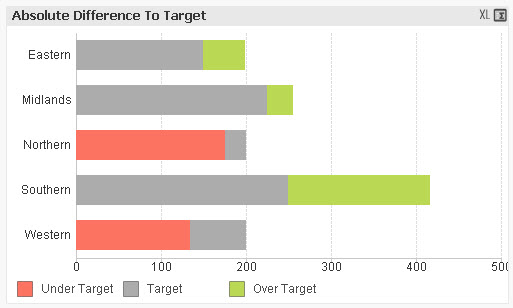 Absolute Difference To Target XL
Eastern
Midlands
Northern
Southern
Western
0 100 200 300 400 500
Under Target Target Over Target